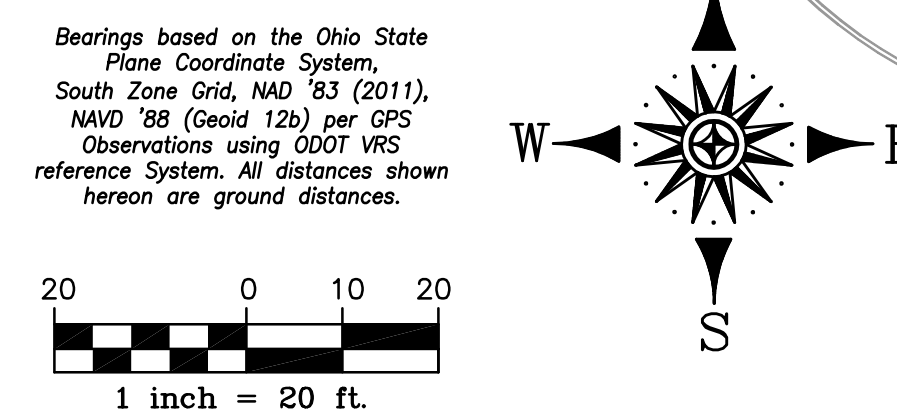 Bearings based on the Ohio State
Plane Coordinate System,
South Zone Grid, NAD '83 (2011),
NAVD '88 (Geoid 12b) per GPS
Observations using ODOT VRS
reference System. All distances shown
hereon are ground distances.
W
S
20 0 10 20
1 inch = 20 ft.